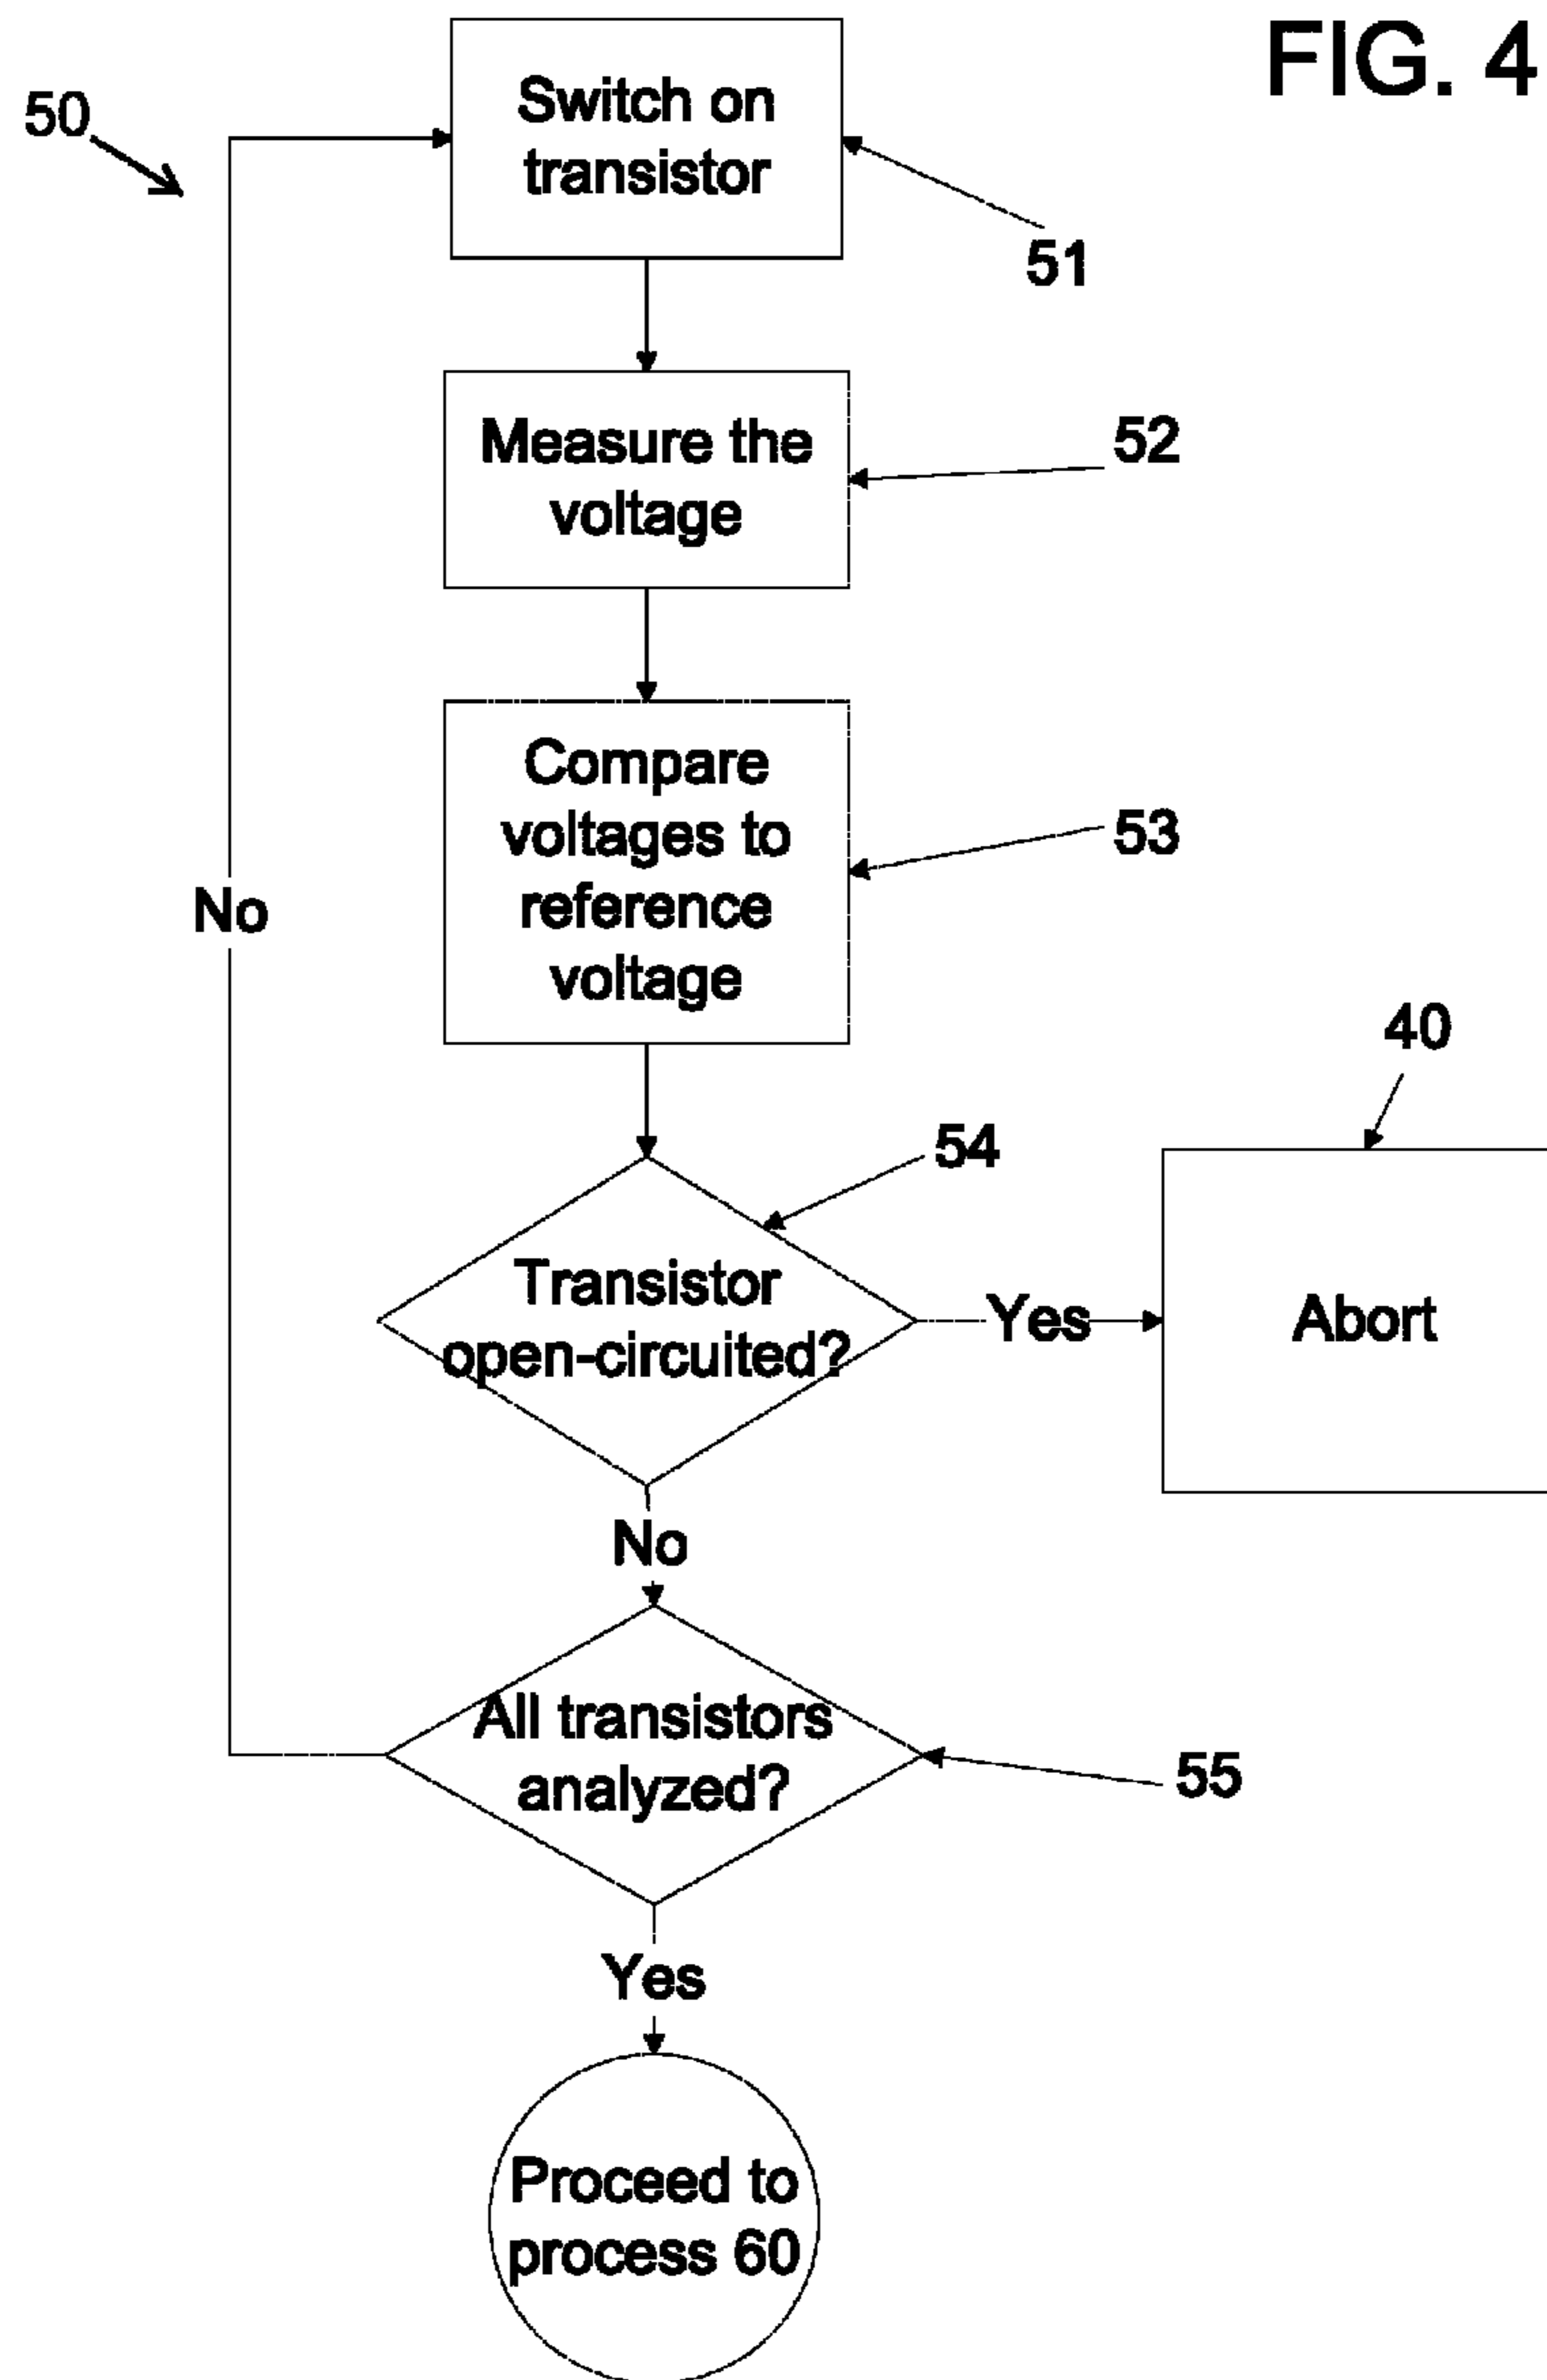 FIG. 4
50
Switch on
transistor
51
Measure the
voltage
52
Compare
voltages to
reference
voltage
53
No
40
54
Transistor
open-circuited?
Yes
Abort
No
All transistors
analyzed?
55
Yes
Proceed to
process 60